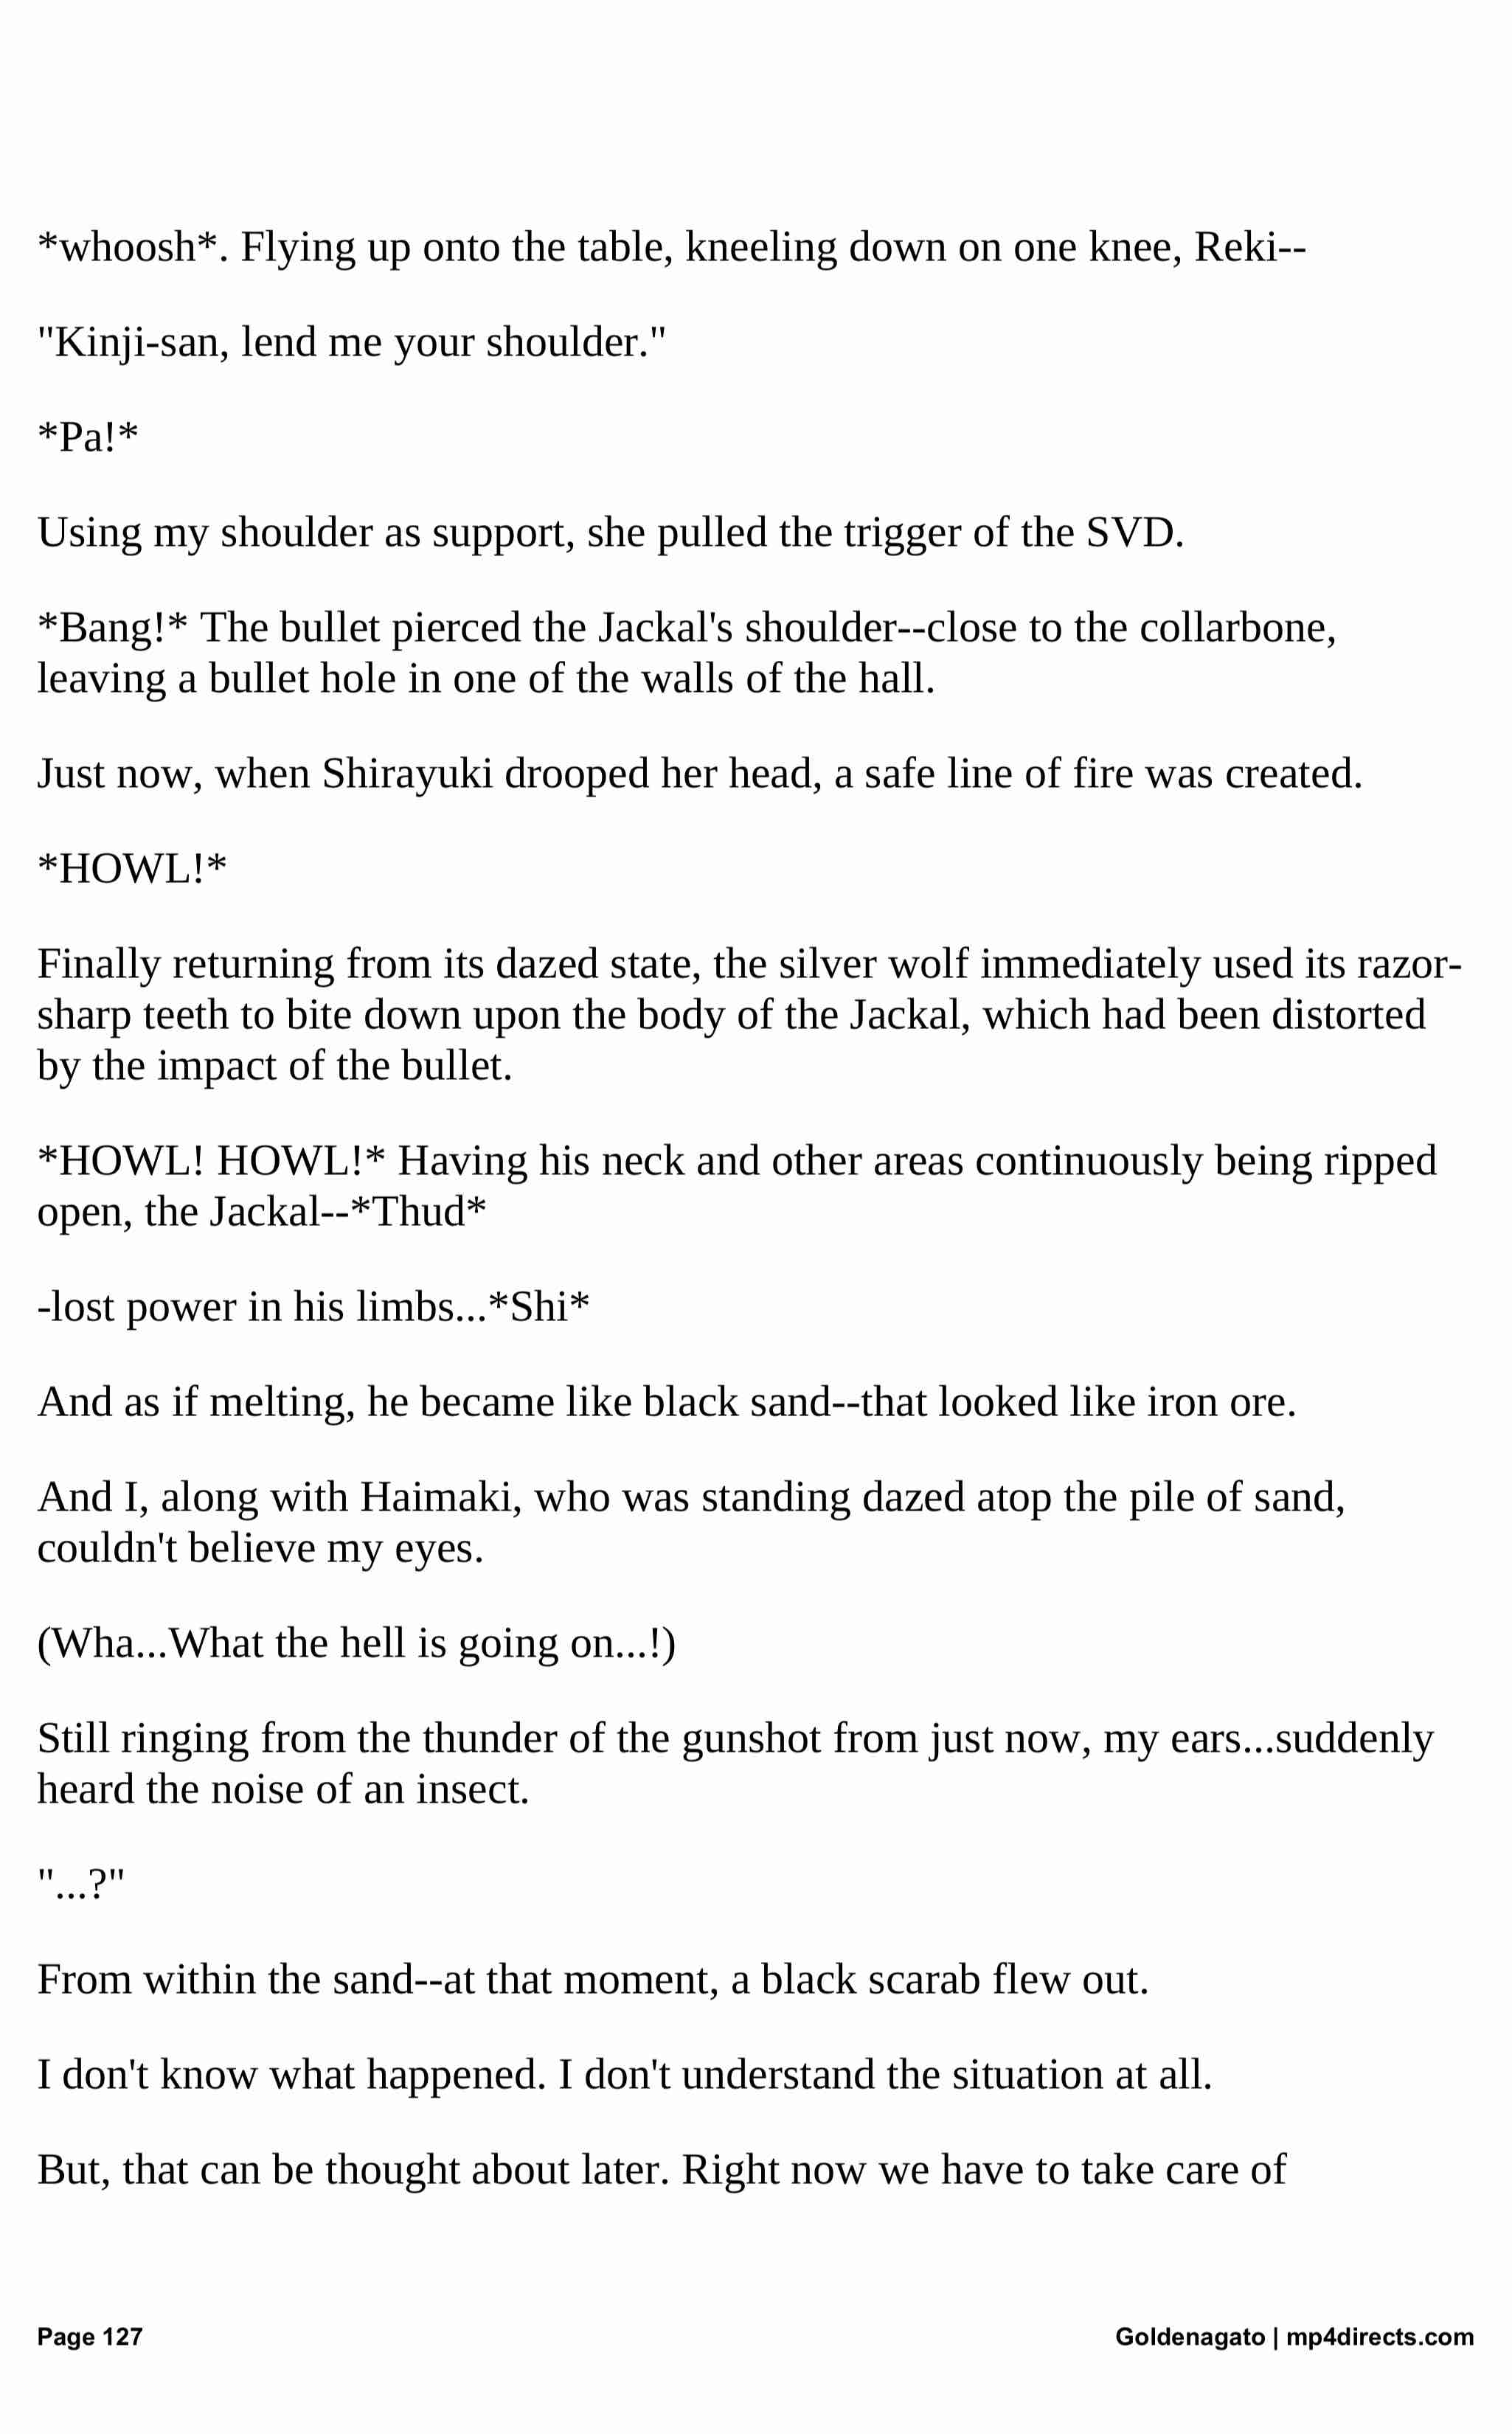 *whoosh*. Flying up onto the table, kneeling down on one knee, Reki--
"Kinji-san, lend me your shoulder."
*Pa!*
Using my shoulder as support, she pulled the trigger of the SVD.
*Bang!* The bullet pierced the Jackal's shoulder--close to the collarbone,
leaving a bullet hole in one of the walls of the hall.
Just now, when Shirayuki drooped her head, a safe line of fire was created.
*HOWL!*
Finally returning from its dazed state, the silver wolf immediately used its razor-
sharp teeth to bite down upon the body of the Jackal, which had been distorted
by the impact of the bullet.
*HOWL! HOWL!* Having his neck and other areas continuously being ripped
open, the Jackal--*Thud*
-lost power in his limbs...*Shi*
And as if melting, he became like black sand--that looked like iron ore.
And I, along with Haimaki, who was standing dazed atop the pile of sand,
couldn't believe my eyes.
(Wha...What the hell is going on...!)
Still ringing from the thunder of the gunshot from just now, my ears...suddenly
heard the noise of an insect.
"...?"
From within the sand--at that moment, a black scarab flew out.
I don't know what happened. I don't understand the situation at all.
But, that can be thought about later. Right now we have to take care of
Page 127
Goldenagato | mp4directs.com